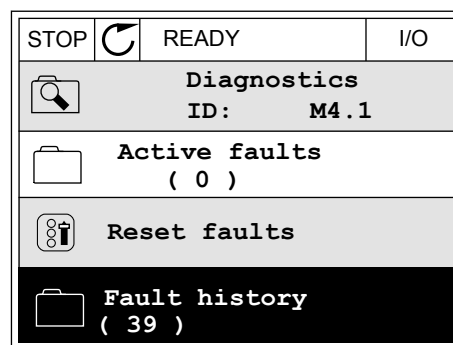 STOP READY I/O
Diagnostics
ID: M4.1
Active faults
( 0 )
Reset faults
Fault history
( 39 )